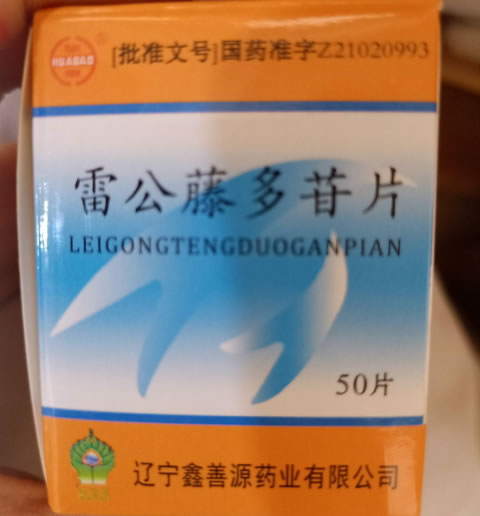 HUABAO®
[批准文号]国药准字Z21020993
雷公藤多苷片
LEIGONGTENGDUOGANPIAN
50片
辽宁鑫善源药业有限公司